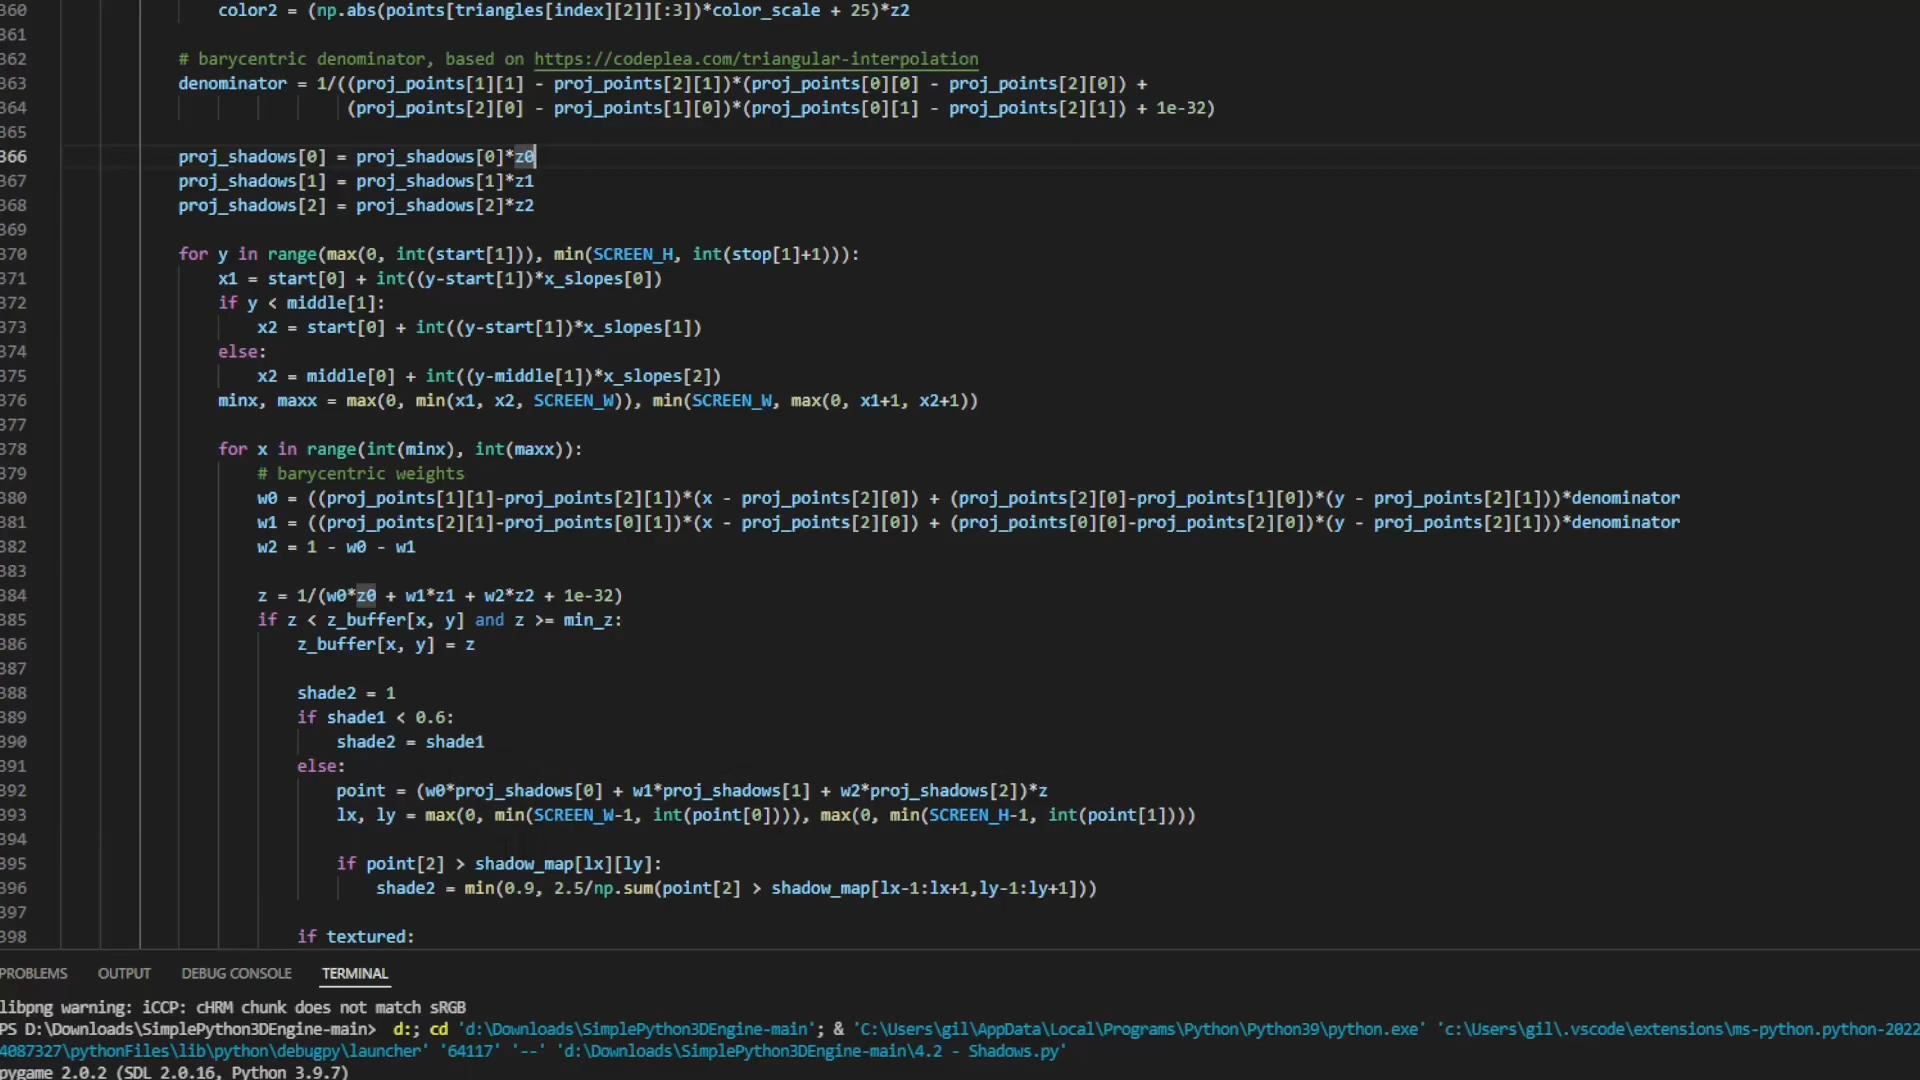 360 color2 = (np.abs(points[triangles[index][2]][:3])*color_scale + 25)*z2
361
362 # barycentric denominator, based on https://codeplea.com/triangular-interpolation
363 denominator = 1/((proj_points[1][1] - proj_points[2][1])*(proj_points[0][0] - proj_points[2][0]) +
364 (proj_points[2][0] - proj_points[1][0])*(proj_points[0][1] - proj_points[2][1]) + 1e-32)
365
366 proj_shadows[0] = proj_shadows[0]*z0
367 proj_shadows[1] = proj_shadows[1]*z1
368 proj_shadows[2] = proj_shadows[2]*z2
369
370 for y in range(max(0, int(start[1])), min(SCREEN_H, int(stop[1]+1))):
371 x1 = start[0] + int((y-start[1])*x_slopes[0])
372 if y < middle[1]:
373 x2 = start[0] + int((y-start[1])*x_slopes[1])
374 else:
375 x2 = middle[0] + int((y-middle[1])*x_slopes[2])
376 minx, maxx = max(0, min(x1, x2, SCREEN_W)), min(SCREEN_W, max(0, x1+1, x2+1))
377
378 for x in range(int(minx), int(maxx)):
379 # barycentric weights
380 w0 = ((proj_points[1][1]-proj_points[2][1])*(x - proj_points[2][0]) + (proj_points[2][0]-proj_points[1][0])*(y - proj_points[2][1]))*denominator
381 w1 = ((proj_points[2][1]-proj_points[0][1])*(x - proj_points[2][0]) + (proj_points[0][0]-proj_points[2][0])*(y - proj_points[2][1]))*denominator
382 w2 = 1 - w0 - w1
383
384 z = 1/(w0*z0 + w1*z1 + w2*z2 + 1e-32)
385 if z < z_buffer[x, y] and z >= min_z:
386 z_buffer[x, y] = z
387
388 shade2 = 1
389 if shade1 < 0.6:
390 shade2 = shade1
391 else:
392 point = (w0*proj_shadows[0] + w1*proj_shadows[1] + w2*proj_shadows[2])*z
393 lx, ly = max(0, min(SCREEN_W-1, int(point[0]))), max(0, min(SCREEN_H-1, int(point[1])))
394
395 if point[2] > shadow_map[lx][ly]:
396 shade2 = min(0.9, 2.5/np.sum(point[2] > shadow_map[lx-1:lx+1,ly-1:ly+1]))
397
398 if textured:
PROBLEMS OUTPUT DEBUG CONSOLE TERMINAL
libpng warning: iCCP: cHRM chunk does not match sRGB
PS D:\Downloads\SimplePython3DEngine-main> d:; cd 'd:\Downloads\SimplePython3DEngine-main'; & 'C:\Users\gil\AppData\Local\Programs\Python\Python39\python.exe' 'c:\Users\gil\.vscode\extensions\ms-python.python-2022
4087327\pythonFiles\lib\python\debugpy\launcher' '64117' '--' 'd:\Downloads\SimplePython3DEngine-main\4.2 - Shadows.py'
pygame 2.0.2 (SDL 2.0.16, Python 3.9.7)